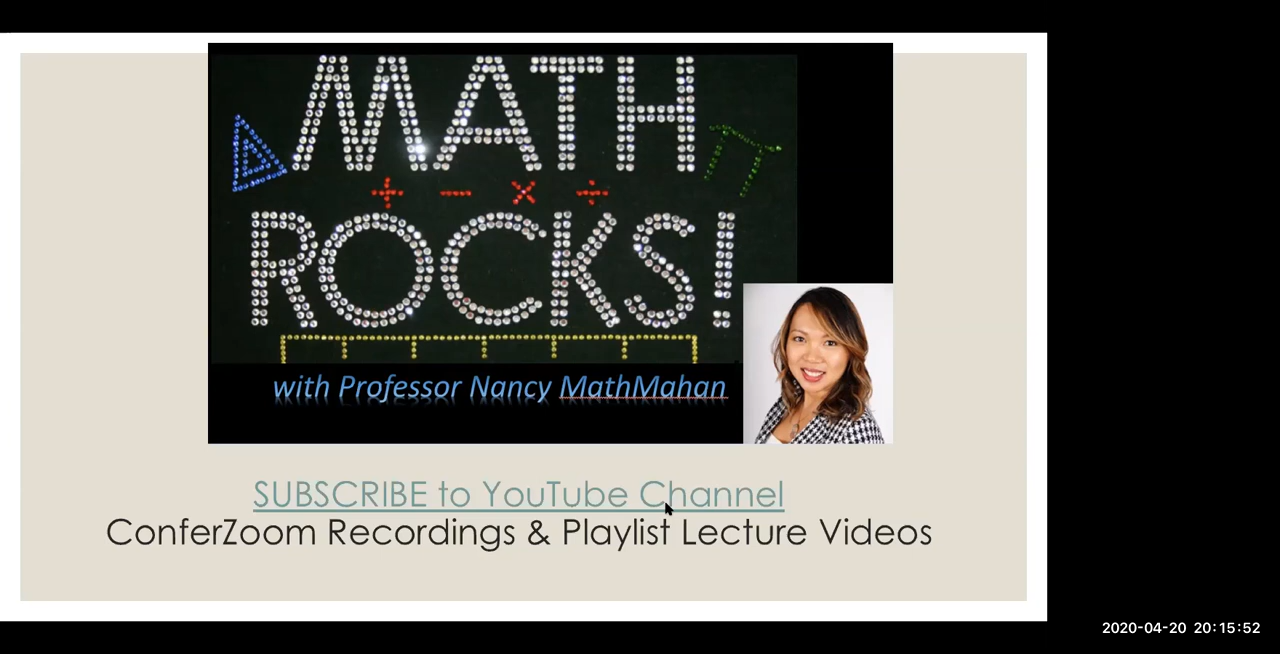 MATH
π
+ − × ÷
ROCKS!
with Professor Nancy MathMahan
SUBSCRIBE to YouTube Channel
ConferZoom Recordings & Playlist Lecture Videos
2020-04-20 20:15:52